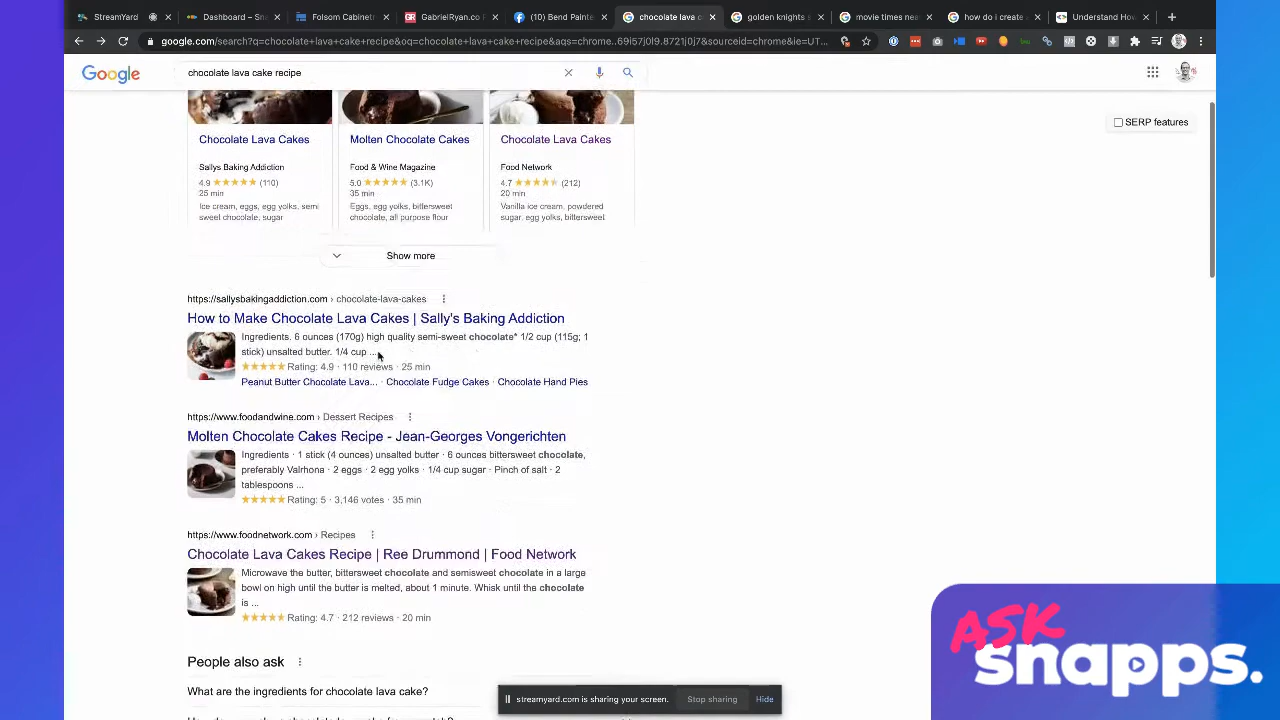 StreamYard
Dashboard – Sna
Folsom Cabinetr
GabrielRyan.co F
(10) Bend Painte
chocolate lava c
golden knights s
movie times nea
how do i create a
Understand How
google.com/search?q=chocolate+lava+cake+recipe&oq=chocolate+lava+cake+recipe&aqs=chrome..69i57j0l9.8721j0j7&sourceid=chrome&ie=UT...
Google
chocolate lava cake recipe
SERP features
Chocolate Lava Cakes
Molten Chocolate Cakes
Chocolate Lava Cakes
Sallys Baking Addiction
Food & Wine Magazine
Food Network
4.9 ★★★★★ (110)
5.0 ★★★★★ (3.1K)
4.7 ★★★★★ (212)
25 min
35 min
20 min
Ice cream, eggs, egg yolks, semi
Eggs, egg yolks, bittersweet
Vanilla ice cream, powdered
sweet chocolate, sugar
chocolate, all purpose flour
sugar, egg yolks, bittersweet
Show more
https://sallysbakingaddiction.com › chocolate-lava-cakes
How to Make Chocolate Lava Cakes | Sally's Baking Addiction
Ingredients. 6 ounces (170g) high quality semi-sweet chocolate* 1/2 cup (115g; 1
stick) unsalted butter. 1/4 cup ...
★★★★★ Rating: 4.9 · 110 reviews · 25 min
Peanut Butter Chocolate Lava... · Chocolate Fudge Cakes · Chocolate Hand Pies
https://www.foodandwine.com › Dessert Recipes
Molten Chocolate Cakes Recipe - Jean-Georges Vongerichten
Ingredients · 1 stick (4 ounces) unsalted butter · 6 ounces bittersweet chocolate,
preferably Valrhona · 2 eggs · 2 egg yolks · 1/4 cup sugar · Pinch of salt · 2
tablespoons ...
★★★★★ Rating: 5 · 3,146 votes · 35 min
https://www.foodnetwork.com › Recipes
Chocolate Lava Cakes Recipe | Ree Drummond | Food Network
Microwave the butter, bittersweet chocolate and semisweet chocolate in a large
bowl on high until the butter is melted, about 1 minute. Whisk until the chocolate
is ...
★★★★★ Rating: 4.7 · 212 reviews · 20 min
People also ask
What are the ingredients for chocolate lava cake?
streamyard.com is sharing your screen.
Stop sharing
Hide
ASK
snapps.